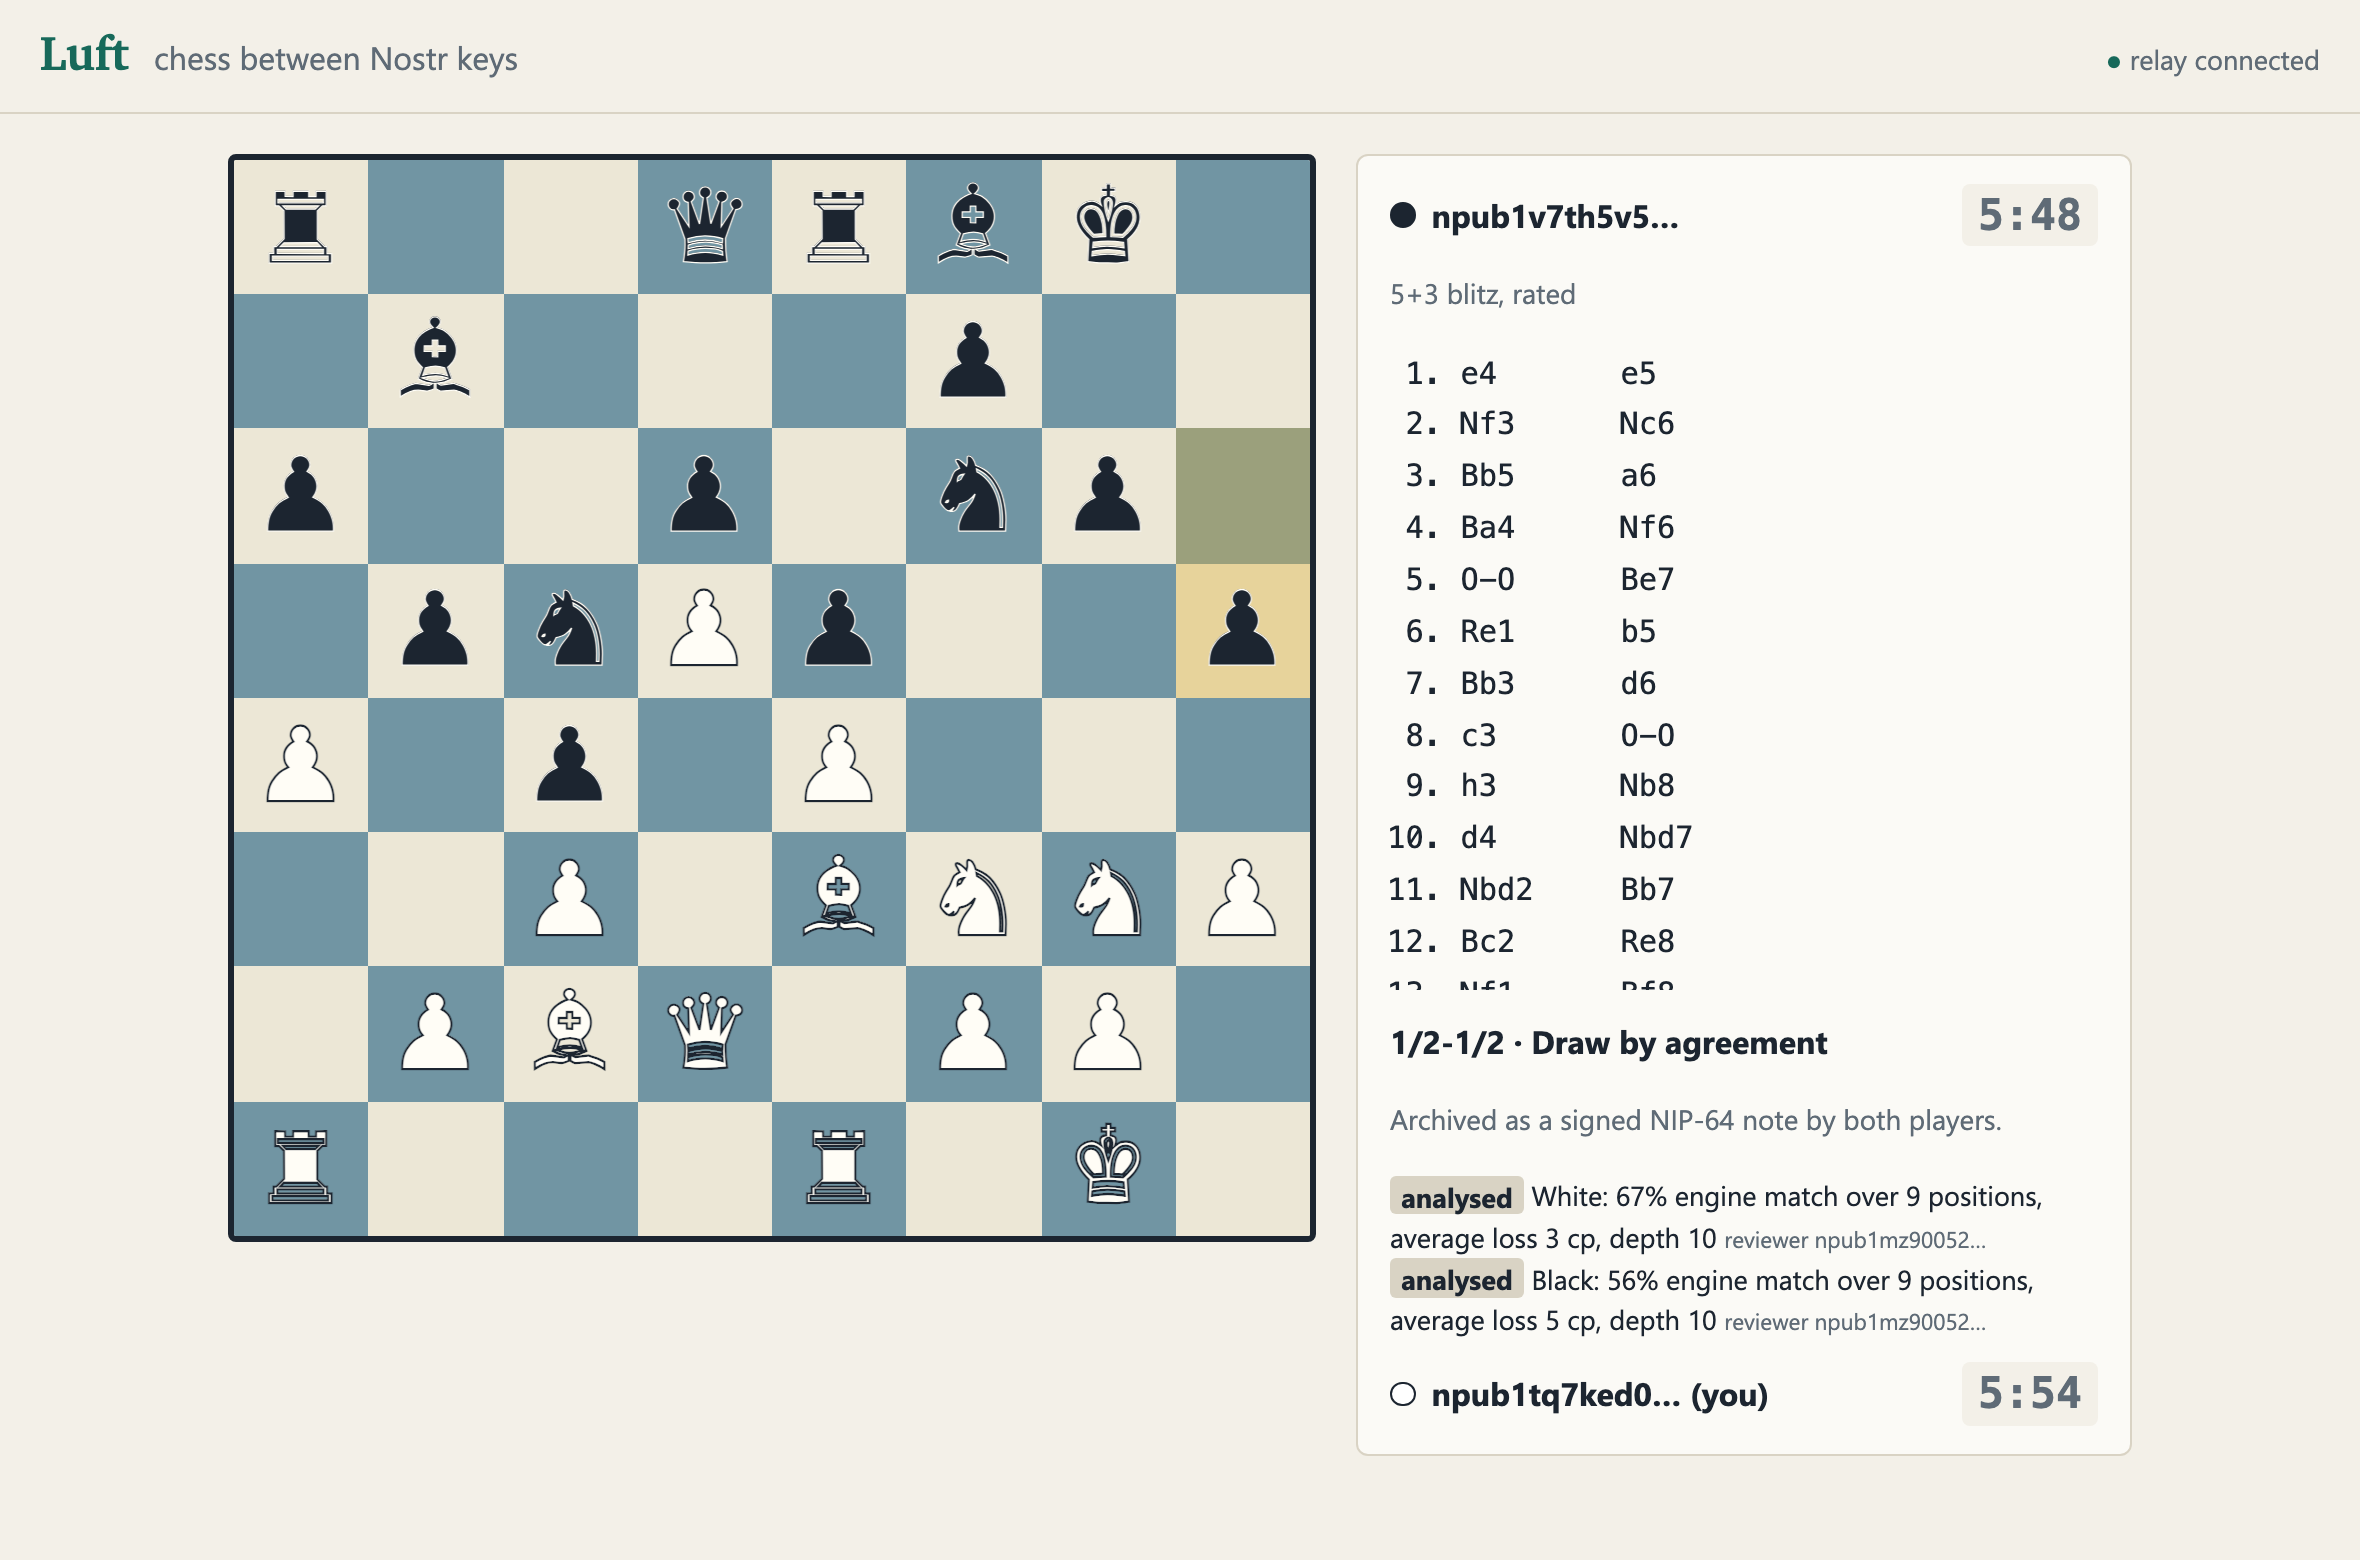 Luft chess between Nostr keys
relay connected
npub1v7th5v5… 5:48
5+3 blitz, rated
1. e4 e5
2. Nf3 Nc6
3. Bb5 a6
4. Ba4 Nf6
5. O-O Be7
6. Re1 b5
7. Bb3 d6
8. c3 O-O
9. h3 Nb8
10. d4 Nbd7
11. Nbd2 Bb7
12. Bc2 Re8
13. Nf1 Bf8
1/2-1/2 · Draw by agreement
Archived as a signed NIP-64 note by both players.
analysed White: 67% engine match over 9 positions,
average loss 3 cp, depth 10 reviewer npub1mz90052…
analysed Black: 56% engine match over 9 positions,
average loss 5 cp, depth 10 reviewer npub1mz90052…
npub1tq7ked0… (you) 5:54